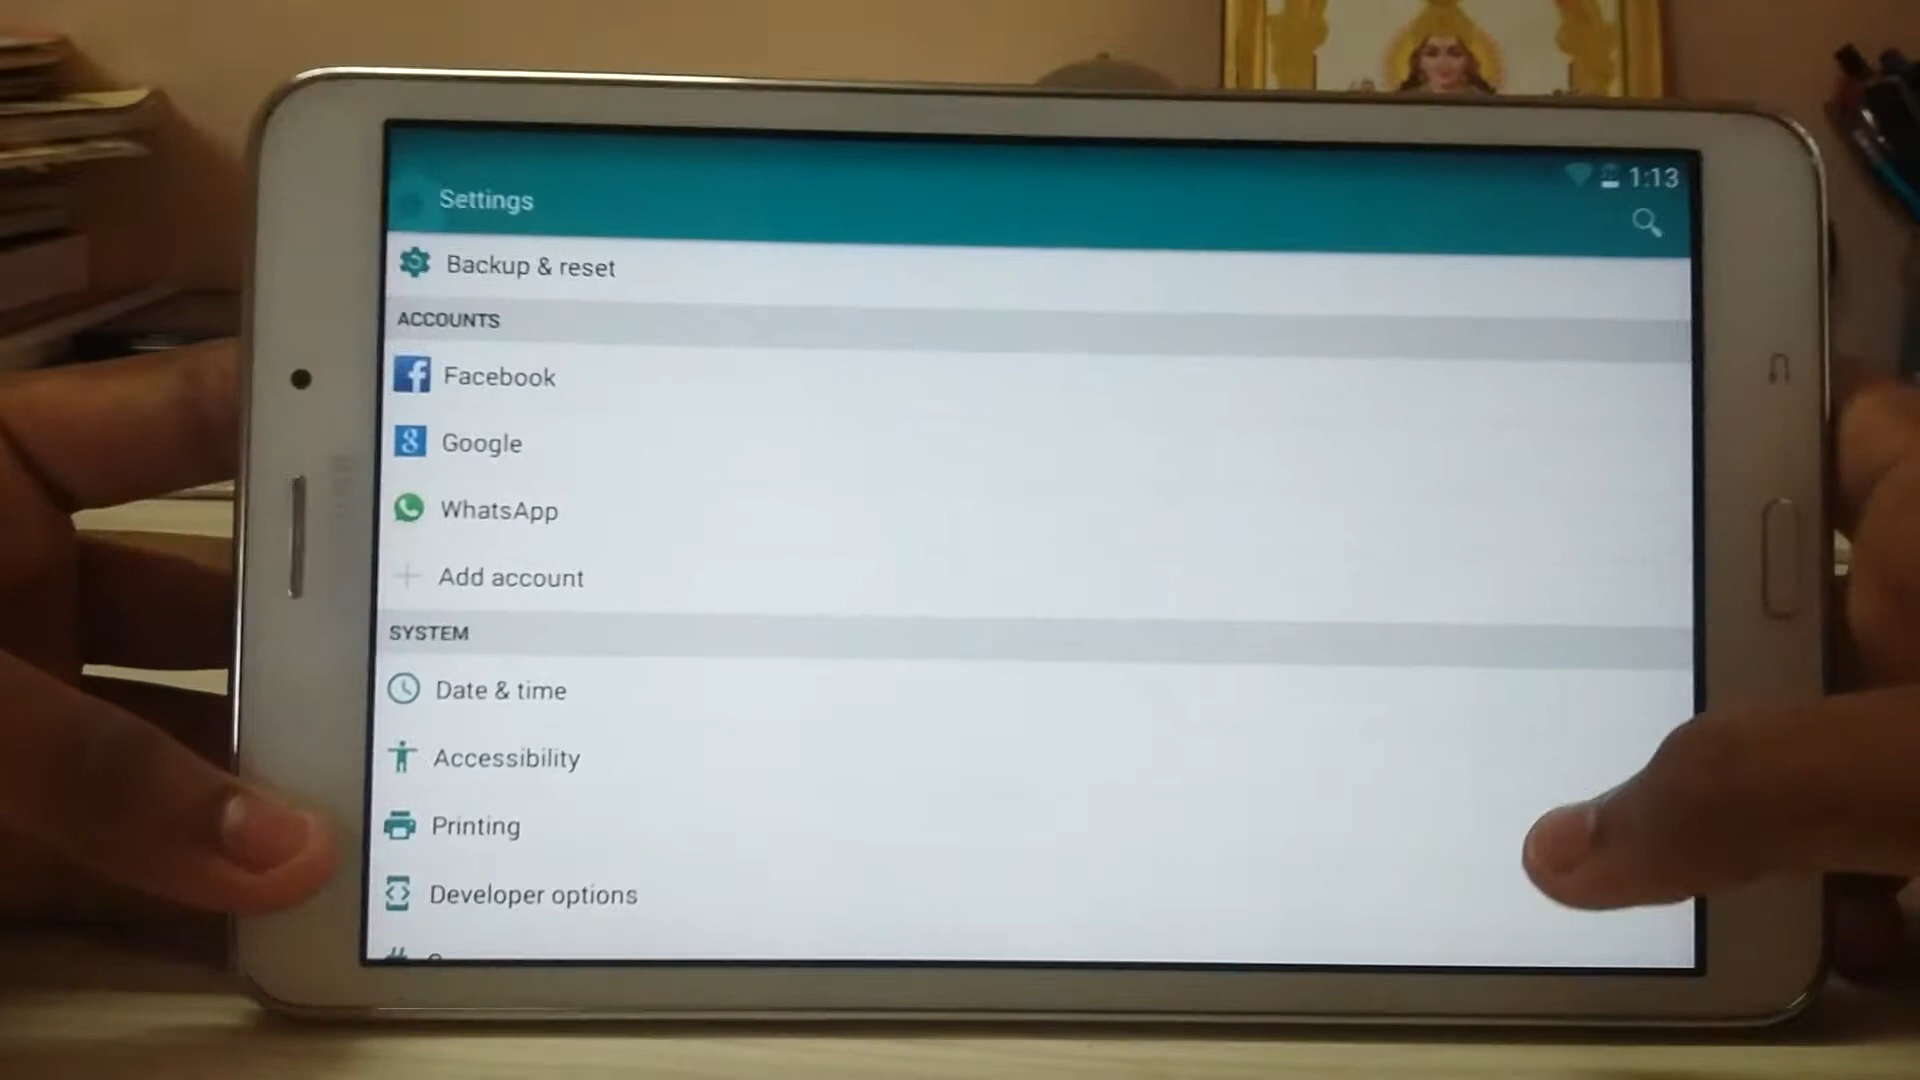 1:13
Settings
Backup & reset
ACCOUNTS
Facebook
Google
WhatsApp
Add account
SYSTEM
Date & time
Accessibility
Printing
Developer options